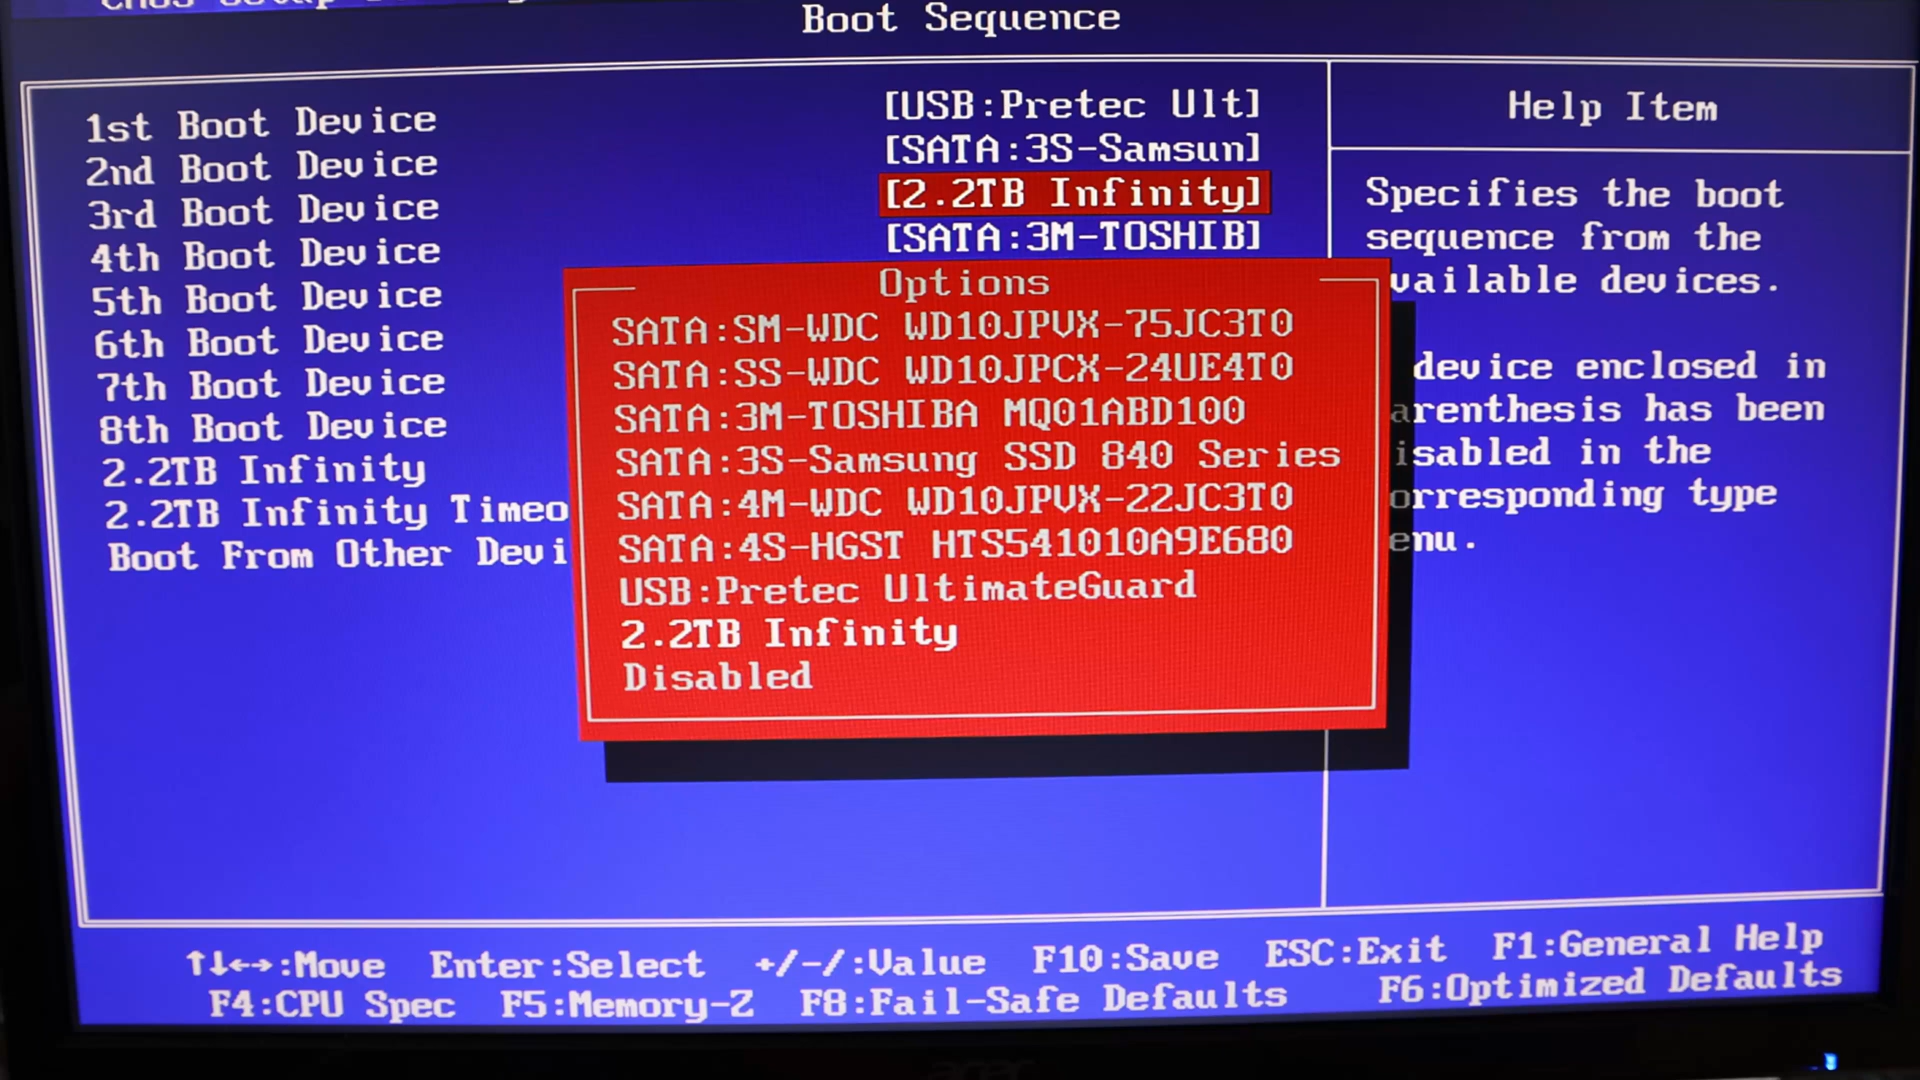 Boot Sequence
1st Boot Device [USB:Pretec Ult]
2nd Boot Device [SATA:3S-Samsun]
3rd Boot Device [2.2TB Infinity]
4th Boot Device [SATA:3M-TOSHIB]
5th Boot Device
6th Boot Device
7th Boot Device
8th Boot Device
2.2TB Infinity
2.2TB Infinity Timeo
Boot From Other Devi
Options
SATA:SM-WDC WD10JPVX-75JC3T0
SATA:SS-WDC WD10JPCX-24UE4T0
SATA:3M-TOSHIBA MQ01ABD100
SATA:3S-Samsung SSD 840 Series
SATA:4M-WDC WD10JPVX-22JC3T0
SATA:4S-HGST HTS541010A9E680
USB:Pretec UltimateGuard
2.2TB Infinity
Disabled
Help Item
Specifies the boot
sequence from the
vailable devices.
device enclosed in
arenthesis has been
isabled in the
orresponding type
enu.
↑↓←→:Move Enter:Select +/-/:Value F10:Save ESC:Exit F1:General Help
F4:CPU Spec F5:Memory-Z F8:Fail-Safe Defaults F6:Optimized Defaults
acer